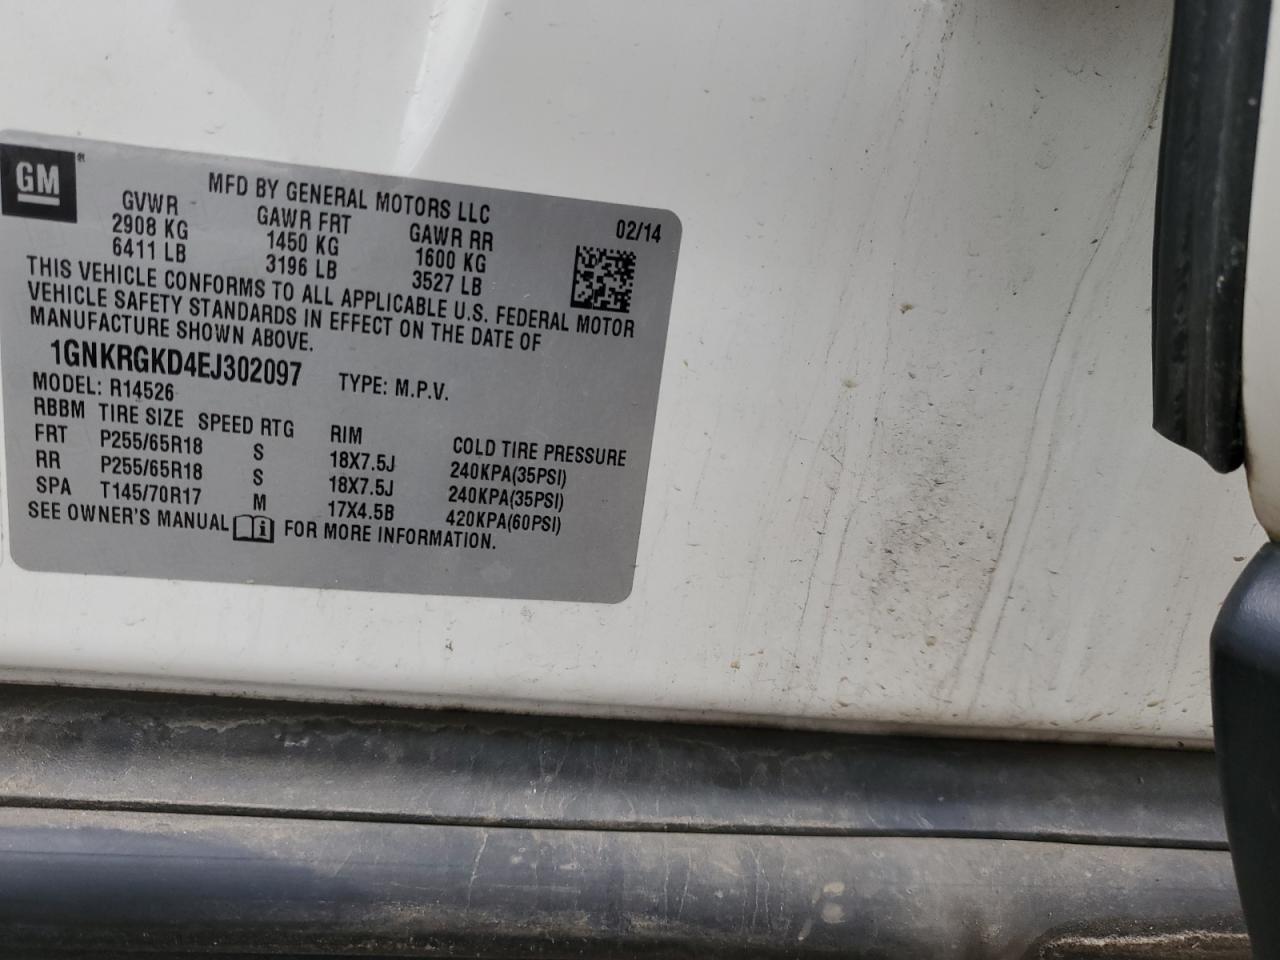 GM
MFD BY GENERAL MOTORS LLC
GVWR GAWR FRT GAWR RR 02/14
2908 KG 1450 KG 1600 KG
6411 LB 3196 LB 3527 LB
THIS VEHICLE CONFORMS TO ALL APPLICABLE U.S. FEDERAL MOTOR
VEHICLE SAFETY STANDARDS IN EFFECT ON THE DATE OF
MANUFACTURE SHOWN ABOVE.
1GNKRGKD4EJ302097 TYPE: M.P.V.
MODEL: R14526
RBBM TIRE SIZE SPEED RTG RIM COLD TIRE PRESSURE
FRT P255/65R18 S 18X7.5J 240KPA(35PSI)
RR P255/65R18 S 18X7.5J 240KPA(35PSI)
SPA T145/70R17 M 17X4.5B 420KPA(60PSI)
SEE OWNER'S MANUAL FOR MORE INFORMATION.